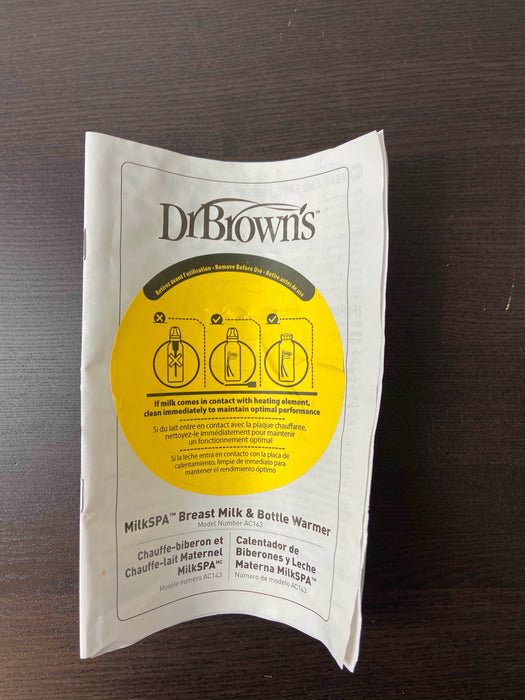 Dr Brown's™
Retirez avant l'utilisation • Remove Before Use • Retire antes de uso
If milk comes in contact with heating element,
clean immediately to maintain optimal performance
Si du lait entre en contact avec la plaque chauffante,
nettoyez-le immédiatement pour maintenir
un fonctionnement optimal
Si la leche entra en contacto con la placa de
calentamiento, limpie de inmediato para
mantener el rendimiento óptimo
MilkSPA™ Breast Milk & Bottle Warmer
Model Number AC143
Chauffe-biberon et
Chauffe-lait Maternel
MilkSPAᴹᶜ
Modèle numéro AC143
Calentador de
Biberones y Leche
Materna MilkSPA™
Número de modelo AC143